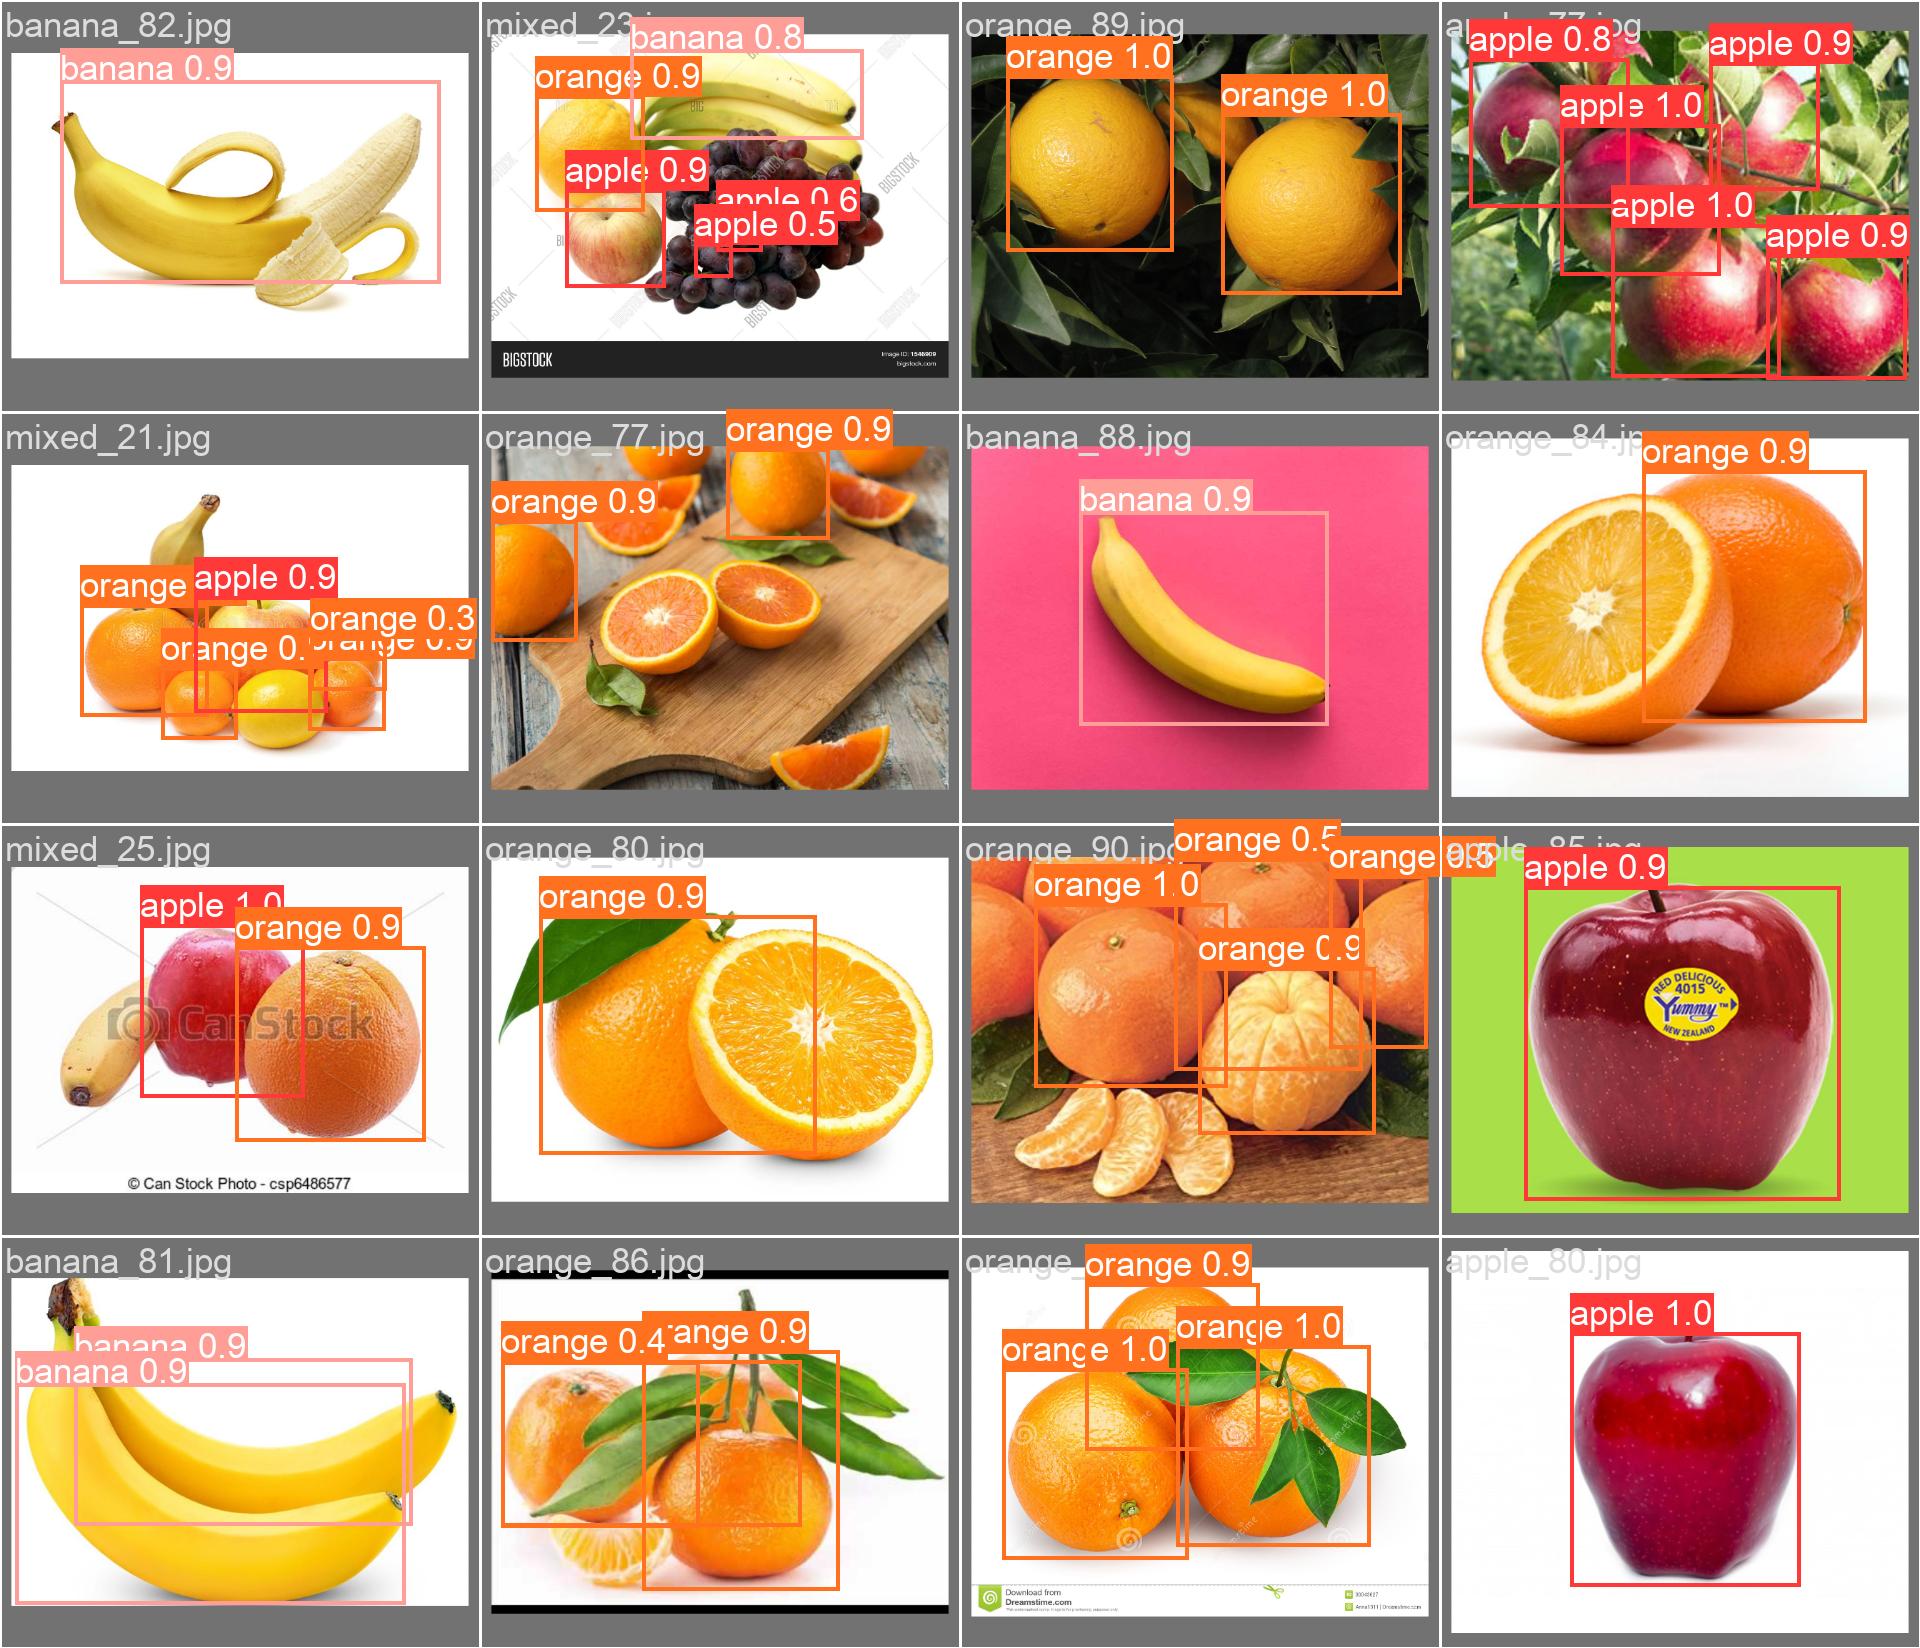 banana_82.jpg
banana 0.9
mixed_23.j
banana 0.8
orange 0.9
apple 0.9
apple 0.6
apple 0.5
BIG
BIGSTOCK
BIGSTOCK
BIGSTOCK
BIGSTOCK
BIGSTOCK
Image ID: 1546909
bigstock.com
orange_89.jpg
orange 1.0
orange 1.0
apple 0.8
apple 0.9
apple 1.0
apple 1.0
apple 0.9
mixed_21.jpg
orange
apple 0.9
orange 0.3
orange 0.
orange 0.9
orange_77.jpg
orange 0.9
orange 0.9
banana_88.jpg
banana 0.9
orange_84.jp
orange 0.9
mixed_25.jpg
apple 1.0
orange 0.9
CanStock
© Can Stock Photo - csp6486577
orange_80.jpg
orange 0.9
orange_90.jpg
orange 0.5
orange 0.5
orange 1.0
orange 0.9
apple_85.jpg
apple 0.9
RED DELICIOUS
4015
Yummy™
NEW ZEALAND
banana_81.jpg
banana 0.9
banana 0.9
orange_86.jpg
orange 0.4
ange 0.9
orange_
orange 0.9
orange 1.0
orange 1.0
Download from
Dreamstime.com
apple_80.jpg
apple 1.0